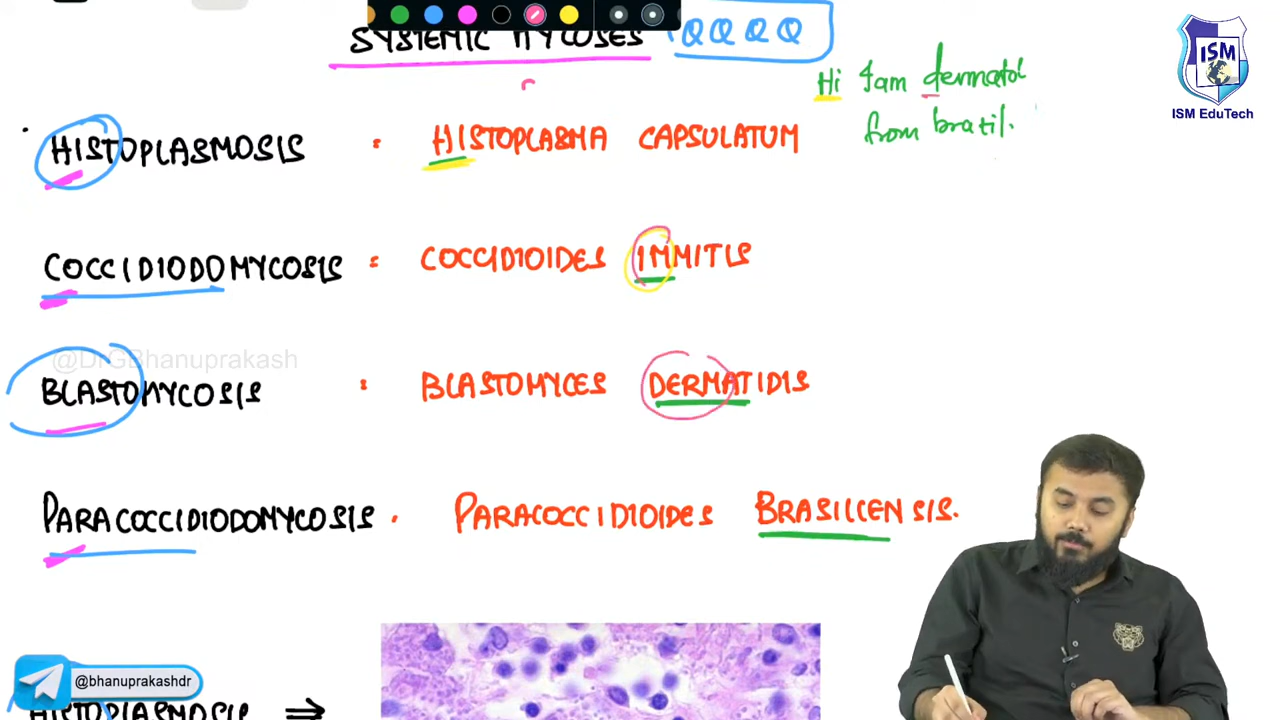 SYSTEMIC MYCOSES QQQQ
Hi I am dermatol
from brazil.
ISM
ISM EduTech
HISTOPLASMOSIS : HISTOPLASMA CAPSULATUM
COCCIDIODOMYCOSIS : COCCIDIOIDES IMMITIS
@DrGBhanuprakash
BLASTOMYCOSIS : BLASTOMYCES DERMATIDIS
PARACOCCIDIODOMYCOSIS . PARACOCCIDIOIDES BRASILIENSIS.
@bhanuprakashdr
HISTOPLASMOSIS ⇒